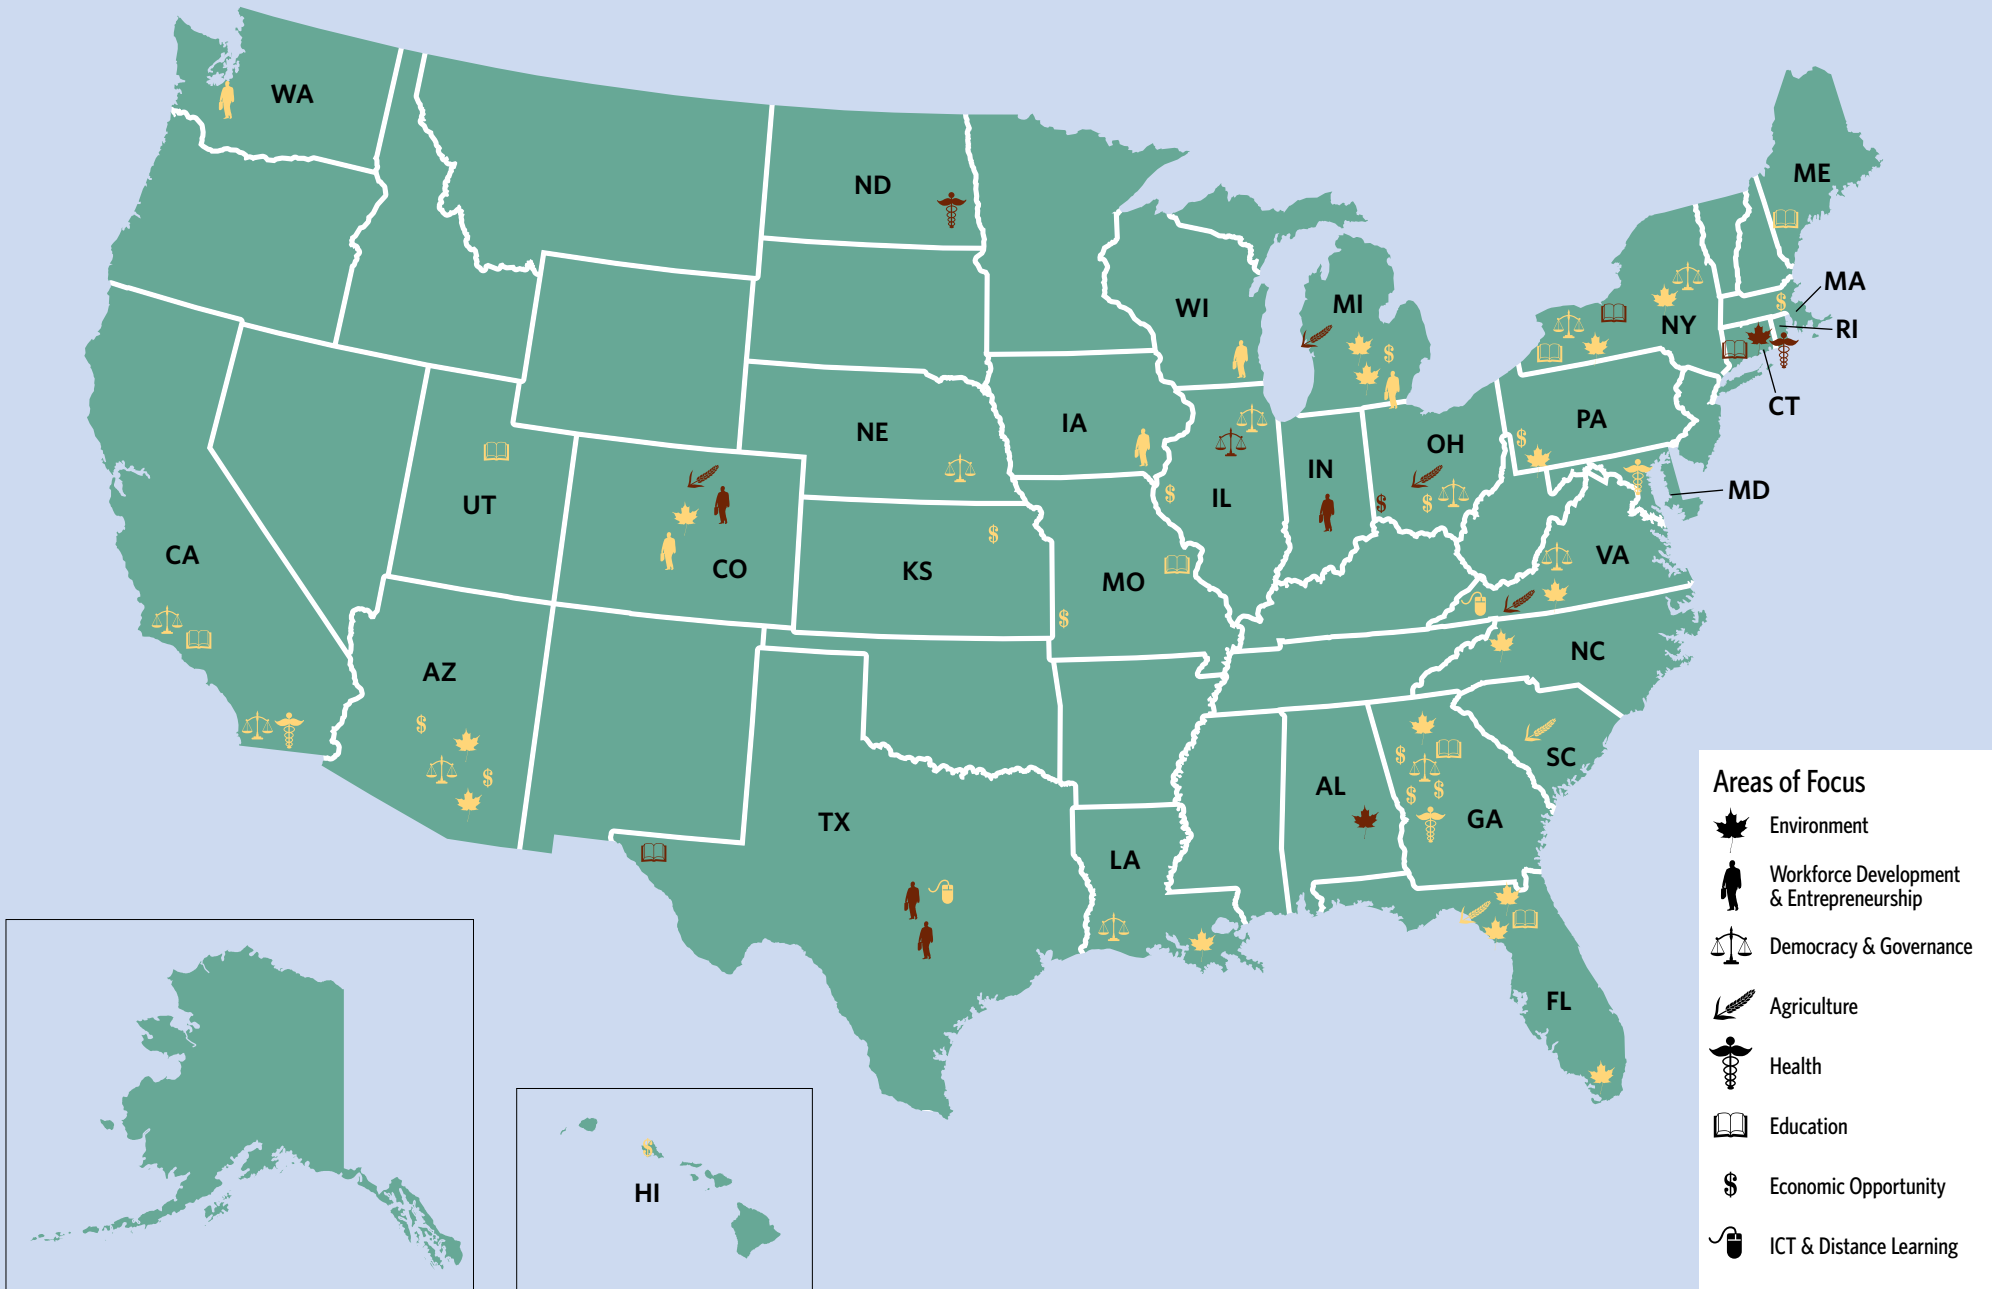 WA
ND
ME
MA
WI
MI
NY
RI
CT
NE
IA
IL
IN
OH
PA
MD
UT
CO
KS
MO
VA
CA
AZ
NC
SC
TX
AL
GA
LA
FL
HI
Areas of Focus
Environment
Workforce Development
& Entrepreneurship
Democracy & Governance
Agriculture
Health
Education
$ Economic Opportunity
ICT & Distance Learning